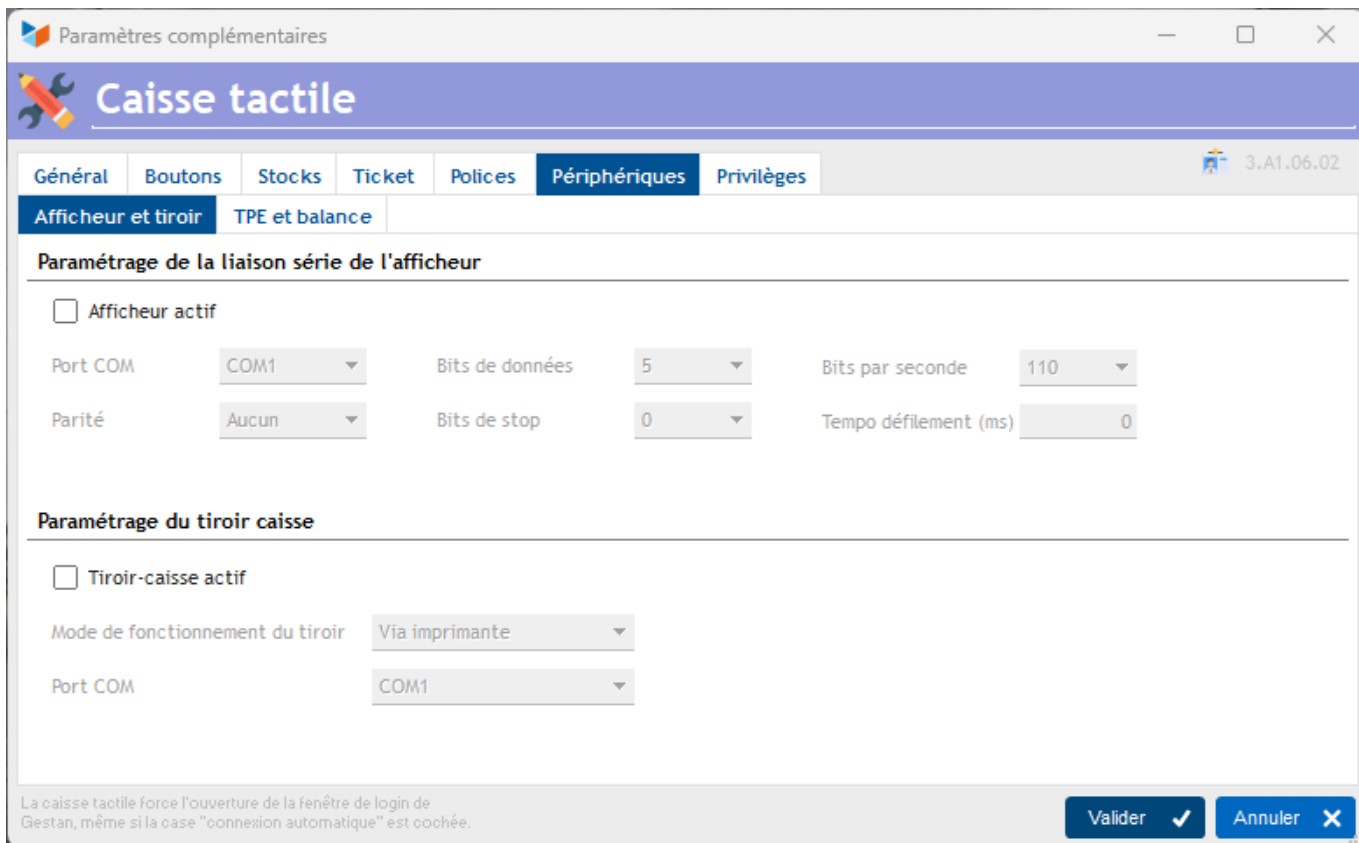 Paramètres complémentaires
Caisse tactile
Général Boutons Stocks Ticket Polices Périphériques Privilèges 3.A1.06.02
Afficheur et tiroir TPE et balance
Paramétrage de la liaison série de l'afficheur
Afficheur actif
Port COM COM1 Bits de données 5 Bits par seconde 110
Parité Aucun Bits de stop 0 Tempo défilement (ms) 0
Paramétrage du tiroir caisse
Tiroir-caisse actif
Mode de fonctionnement du tiroir Via imprimante
Port COM COM1
La caisse tactile force l'ouverture de la fenêtre de login de
Gestan, même si la case "connexion automatique" est cochée.
Valider Annuler